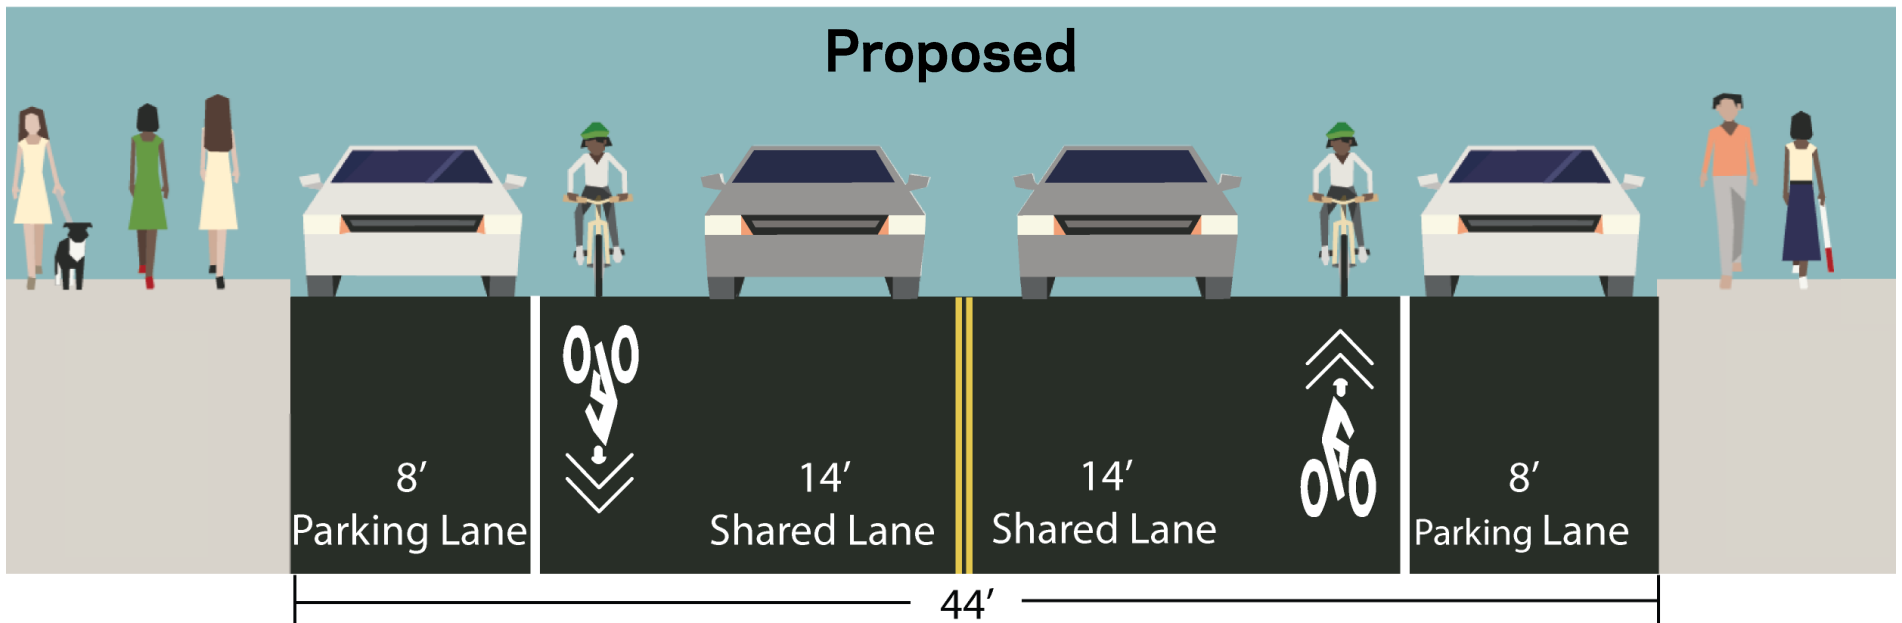 Proposed
8’
Parking Lane
14’
Shared Lane
14’
Shared Lane
8’
Parking Lane
44’